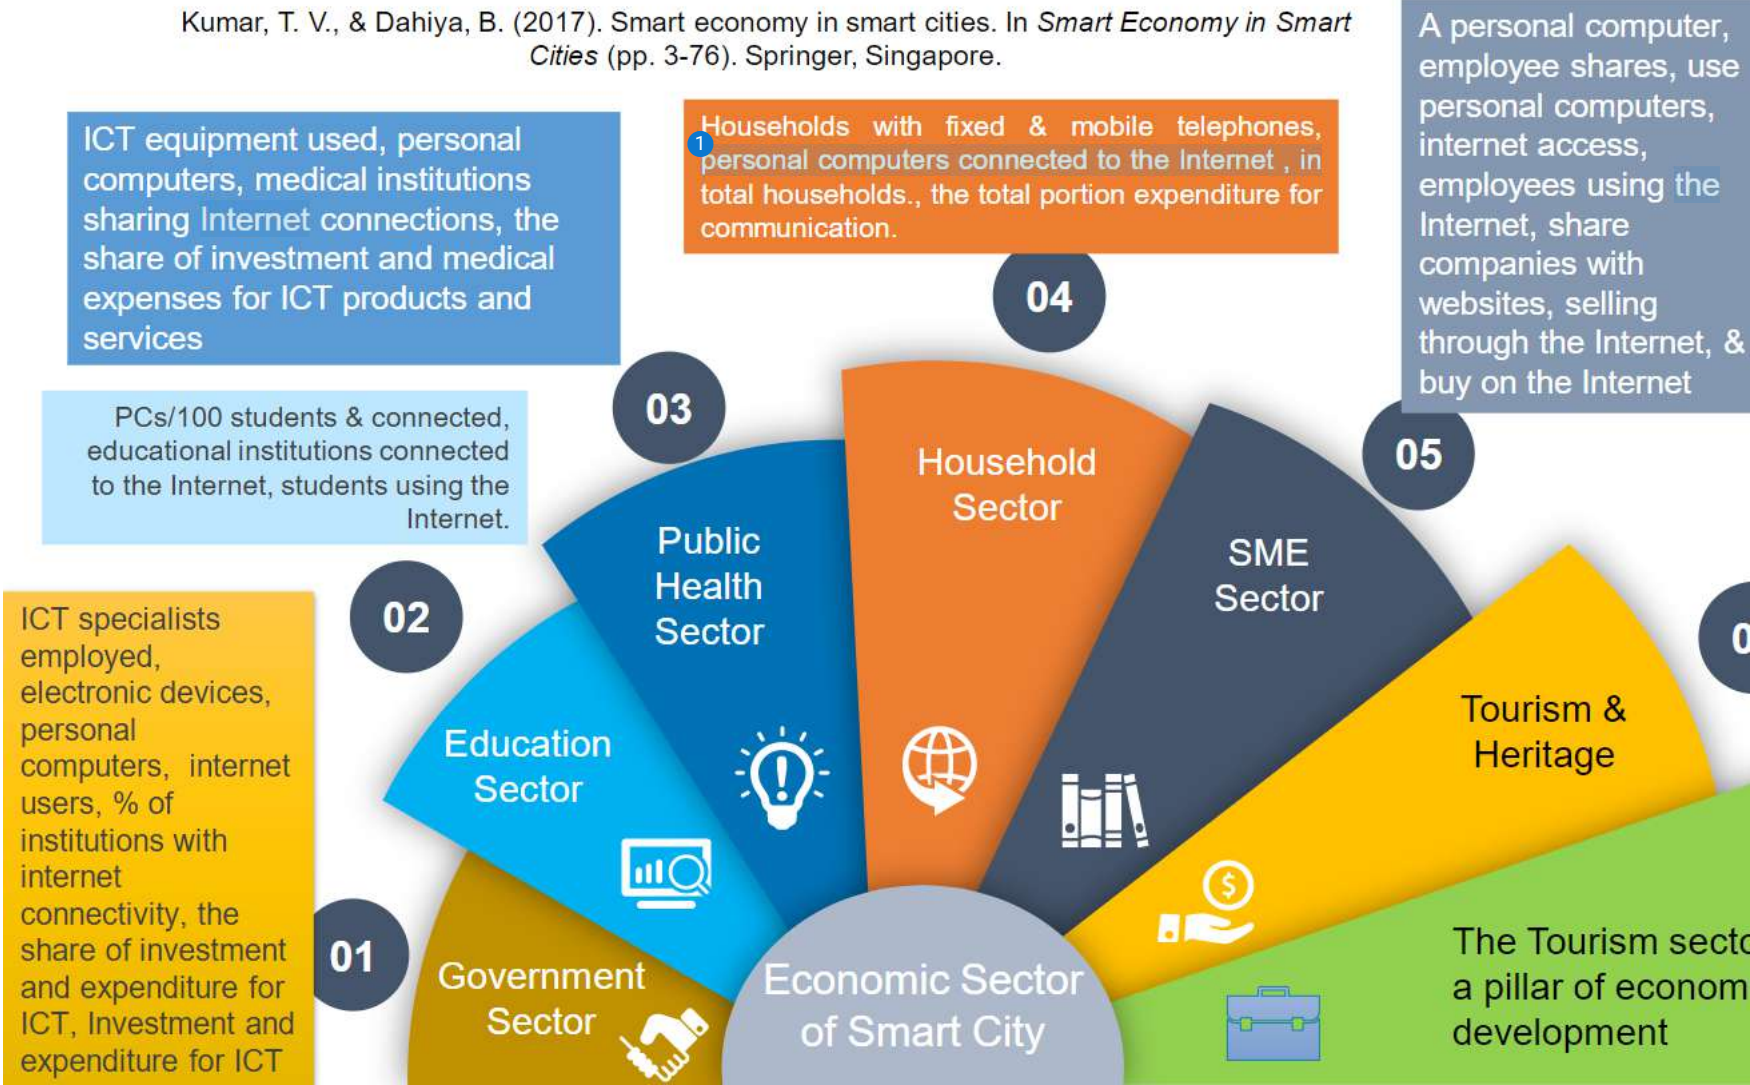 Kumar, T. V., & Dahiya, B. (2017). Smart economy in smart cities. In Smart Economy in Smart
Cities (pp. 3-76). Springer, Singapore.
A personal computer,
employee shares, use
personal computers,
internet access,
employees using the
Internet, share
companies with
websites, selling
through the Internet, &
buy on the Internet
ICT equipment used, personal
computers, medical institutions
sharing Internet connections, the
share of investment and medical
expenses for ICT products and
services
1
Households with fixed & mobile telephones,
personal computers connected to the Internet , in
total households., the total portion expenditure for
communication.
04
03
05
PCs/100 students & connected,
educational institutions connected
to the Internet, students using the
Internet.
Household
Sector
Public
Health
Sector
SME
Sector
02
ICT specialists
employed,
electronic devices,
personal
computers, internet
users, % of
institutions with
internet
connectivity, the
share of investment
and expenditure for
ICT, Investment and
expenditure for ICT
0
Education
Sector
Tourism &
Heritage
$
01
Government
Sector
Economic Sector
of Smart City
The Tourism secto
a pillar of econom
development